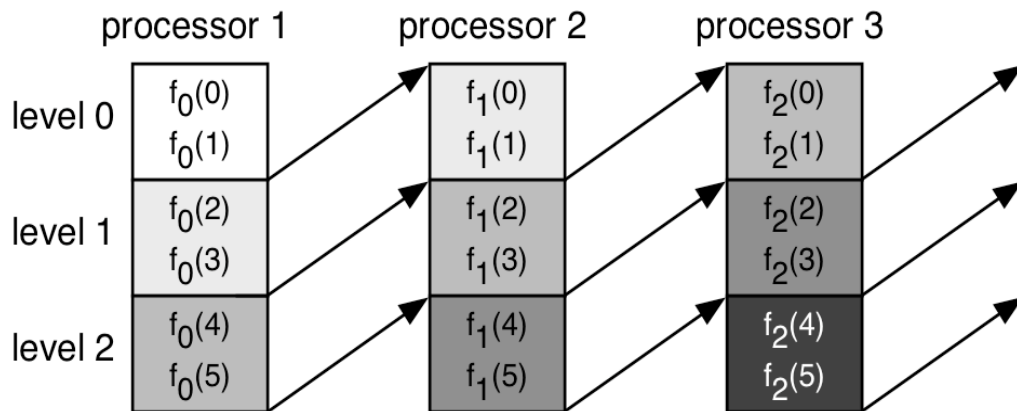 processor 1 processor 2 processor 3
level 0
f0(0) f1(0) f2(0)
f0(1) f1(1) f2(1)
level 1
f0(2) f1(2) f2(2)
f0(3) f1(3) f2(3)
level 2
f0(4) f1(4) f2(4)
f0(5) f1(5) f2(5)